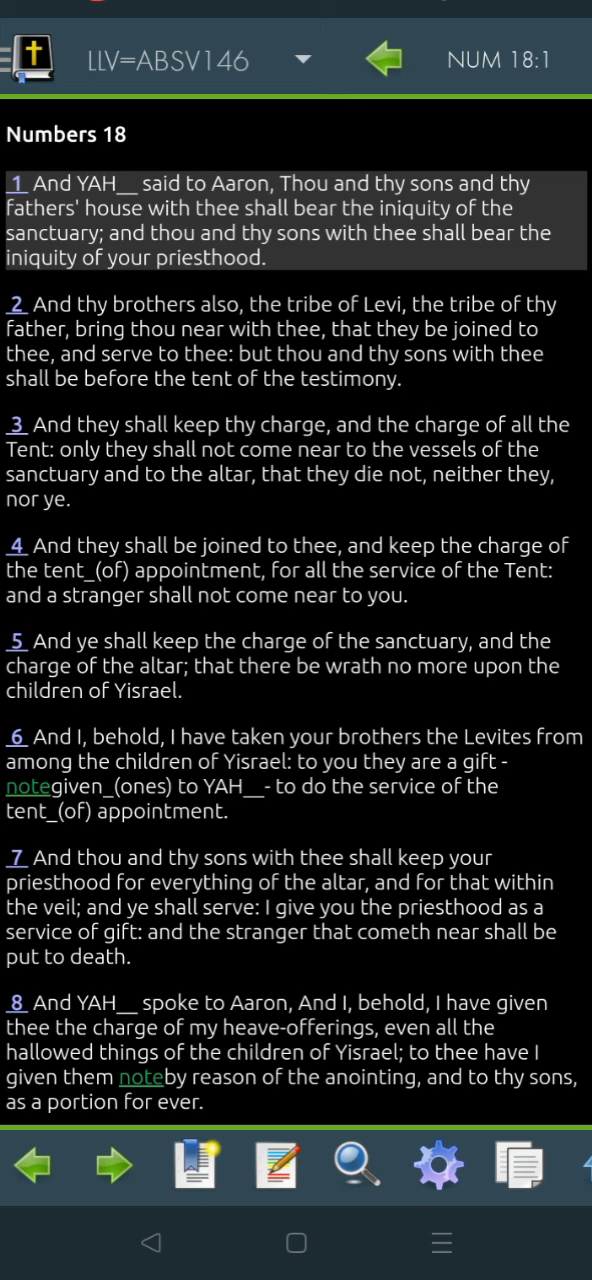 LLV=ABSV146
NUM 18:1
Numbers 18
1 And YAH__ said to Aaron, Thou and thy sons and thy
fathers' house with thee shall bear the iniquity of the
sanctuary; and thou and thy sons with thee shall bear the
iniquity of your priesthood.
2 And thy brothers also, the tribe of Levi, the tribe of thy
father, bring thou near with thee, that they be joined to
thee, and serve to thee: but thou and thy sons with thee
shall be before the tent of the testimony.
3 And they shall keep thy charge, and the charge of all the
Tent: only they shall not come near to the vessels of the
sanctuary and to the altar, that they die not, neither they,
nor ye.
4 And they shall be joined to thee, and keep the charge of
the tent_(of) appointment, for all the service of the Tent:
and a stranger shall not come near to you.
5 And ye shall keep the charge of the sanctuary, and the
charge of the altar; that there be wrath no more upon the
children of Yisrael.
6 And I, behold, I have taken your brothers the Levites from
among the children of Yisrael: to you they are a gift -
notegiven_(ones) to YAH__- to do the service of the
tent_(of) appointment.
7 And thou and thy sons with thee shall keep your
priesthood for everything of the altar, and for that within
the veil; and ye shall serve: I give you the priesthood as a
service of gift: and the stranger that cometh near shall be
put to death.
8 And YAH__ spoke to Aaron, And I, behold, I have given
thee the charge of my heave-offerings, even all the
hallowed things of the children of Yisrael; to thee have I
given them noteby reason of the anointing, and to thy sons,
as a portion for ever.